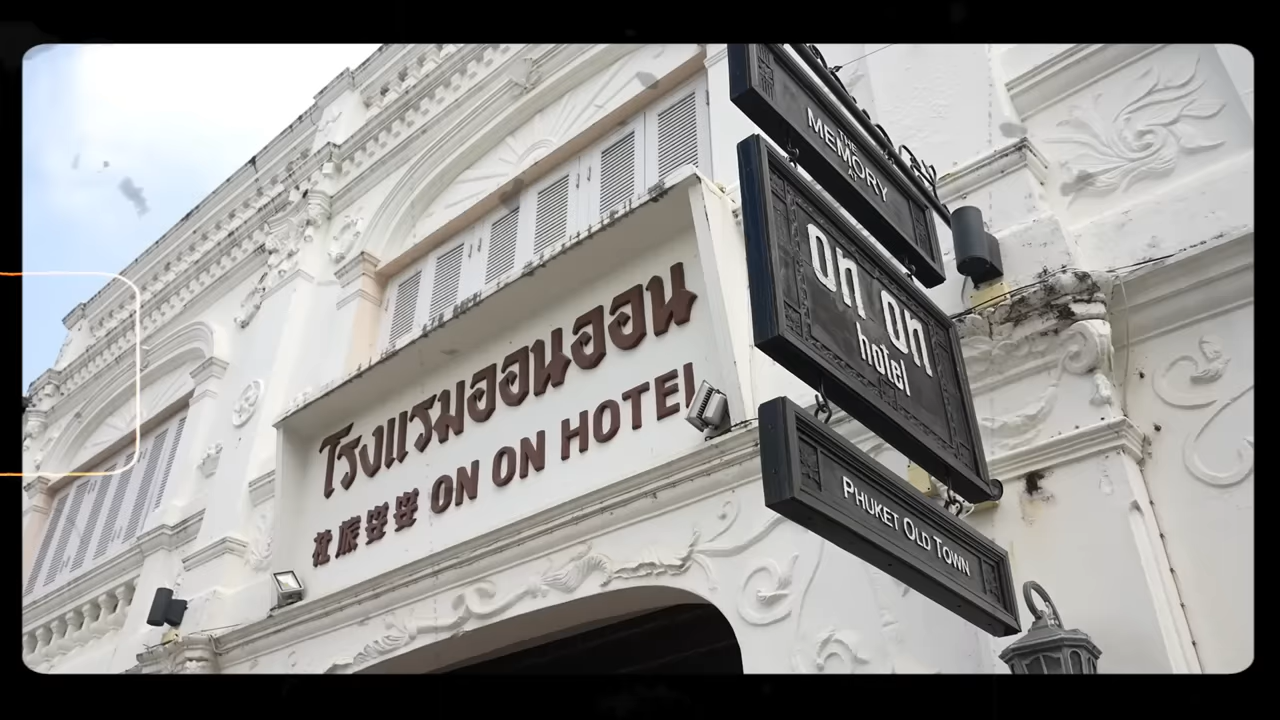 โรงแรมออนออน
社旅安安 ON ON HOTEL
THE
MEMORY
AT
on on
hotel
PHUKET OLD TOWN